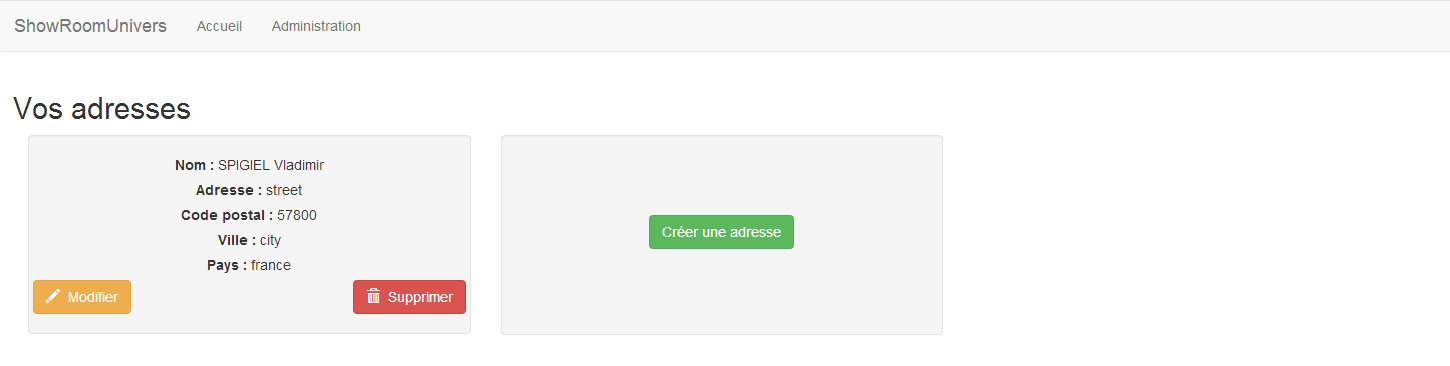 ShowRoomUnivers Accueil Administration
Vos adresses
Nom : SPIGIEL Vladimir
Adresse : street
Code postal : 57800
Ville : city
Pays : france
Modifier Supprimer
Créer une adresse